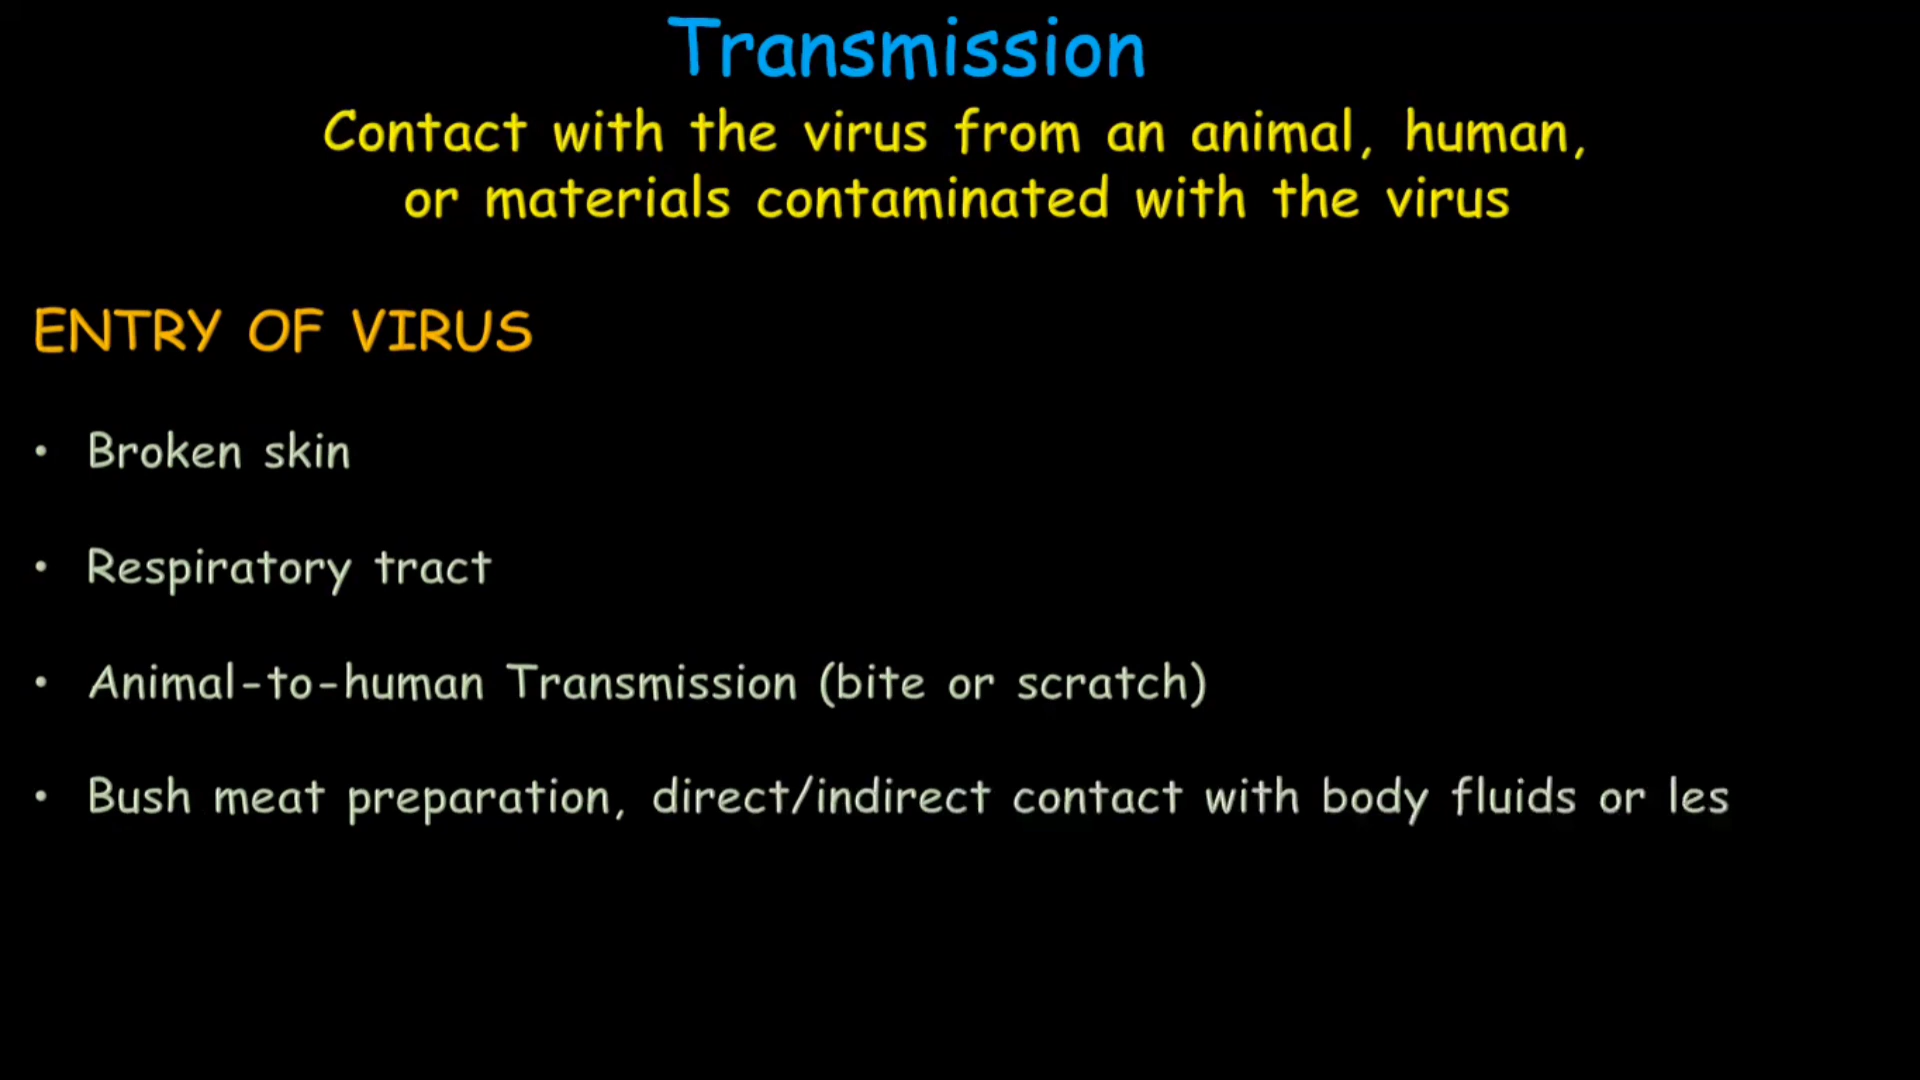 Transmission
Contact with the virus from an animal, human,
or materials contaminated with the virus
ENTRY OF VIRUS
• Broken skin
• Respiratory tract
• Animal-to-human Transmission (bite or scratch)
• Bush meat preparation, direct/indirect contact with body fluids or les